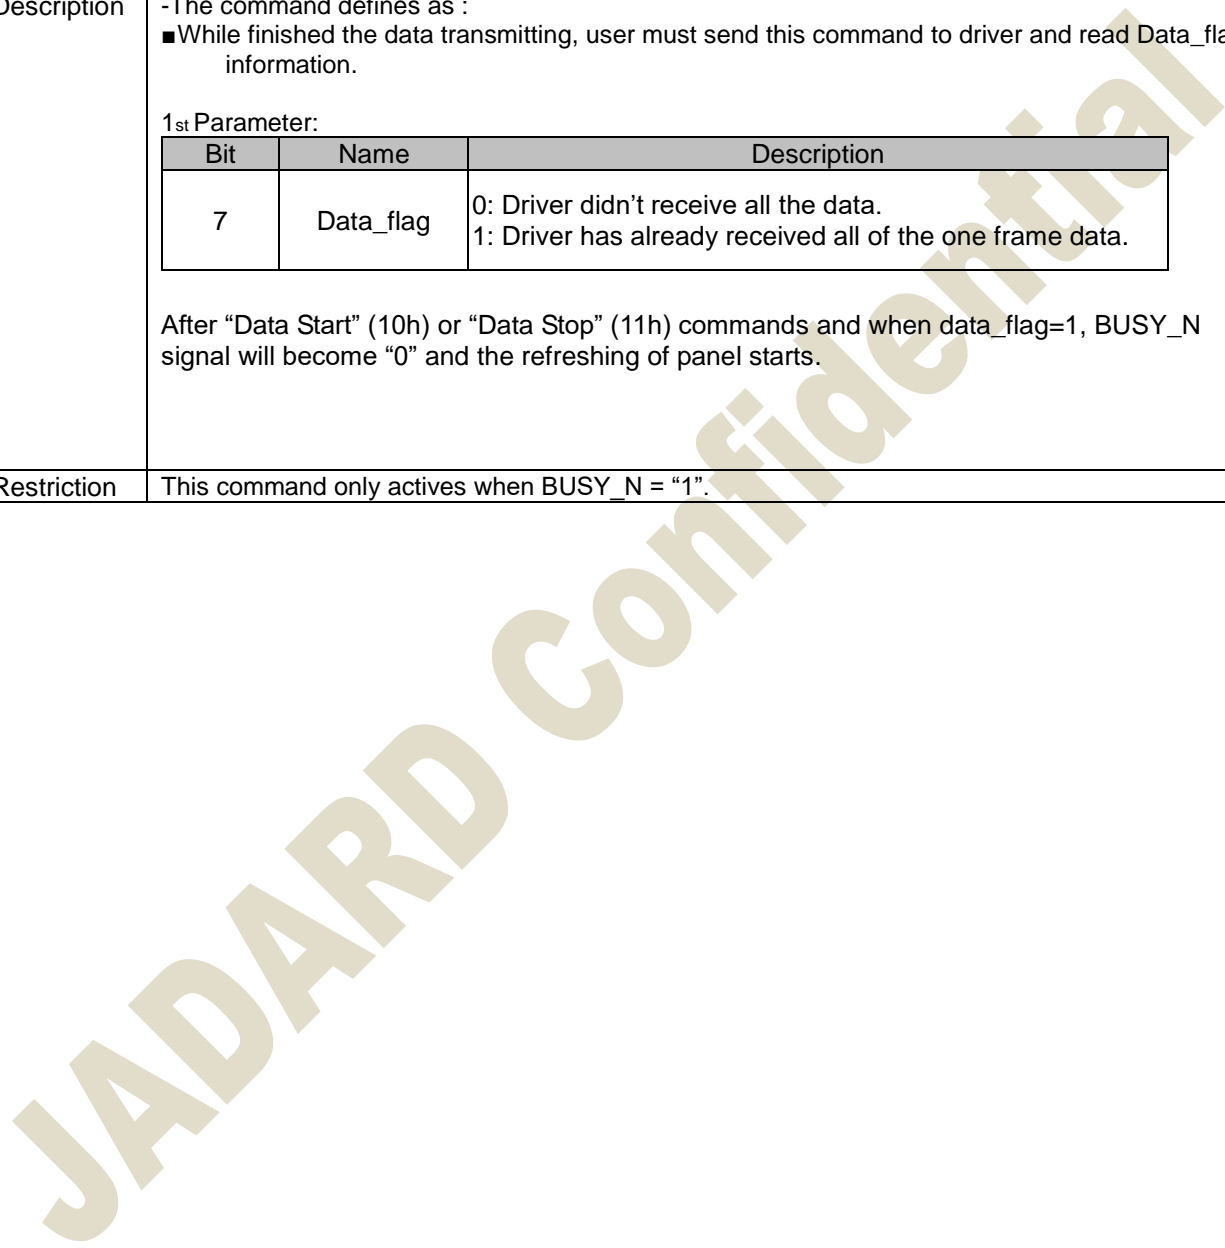 Description
-The command defines as :
■While finished the data transmitting, user must send this command to driver and read Data_fla
information.
1st Parameter:
Bit Name Description
7 Data_flag
0: Driver didn’t receive all the data.
1: Driver has already received all of the one frame data.
After “Data Start” (10h) or “Data Stop” (11h) commands and when data_flag=1, BUSY_N
signal will become “0” and the refreshing of panel starts.
Restriction This command only actives when BUSY_N = “1”.
JADARD Confidential